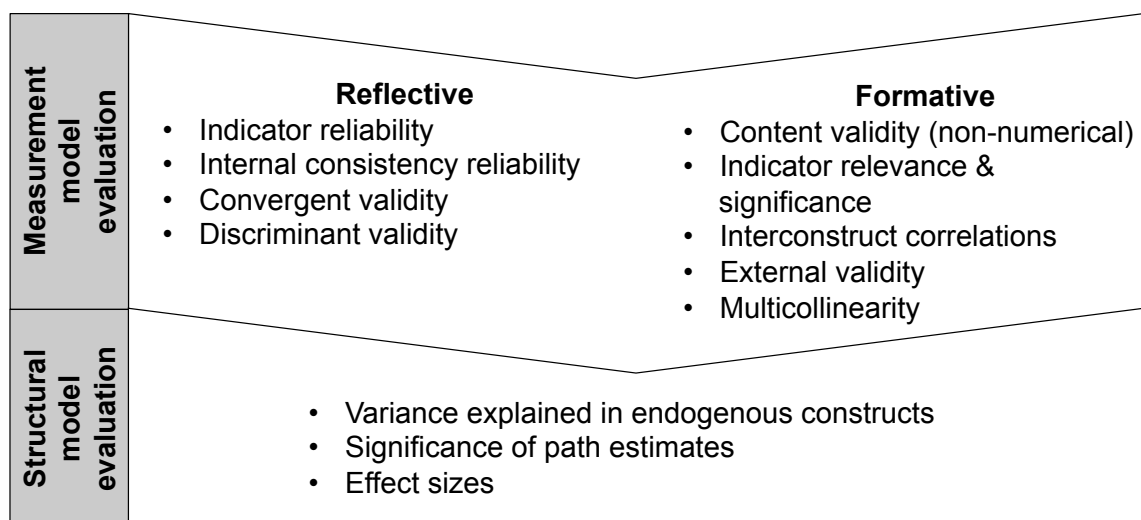 Measurement
model
evaluation
Reflective
• Indicator reliability
• Internal consistency reliability
• Convergent validity
• Discriminant validity
Formative
• Content validity (non-numerical)
• Indicator relevance &
significance
• Interconstruct correlations
• External validity
• Multicollinearity
Structural
model
evaluation
• Variance explained in endogenous constructs
• Significance of path estimates
• Effect sizes